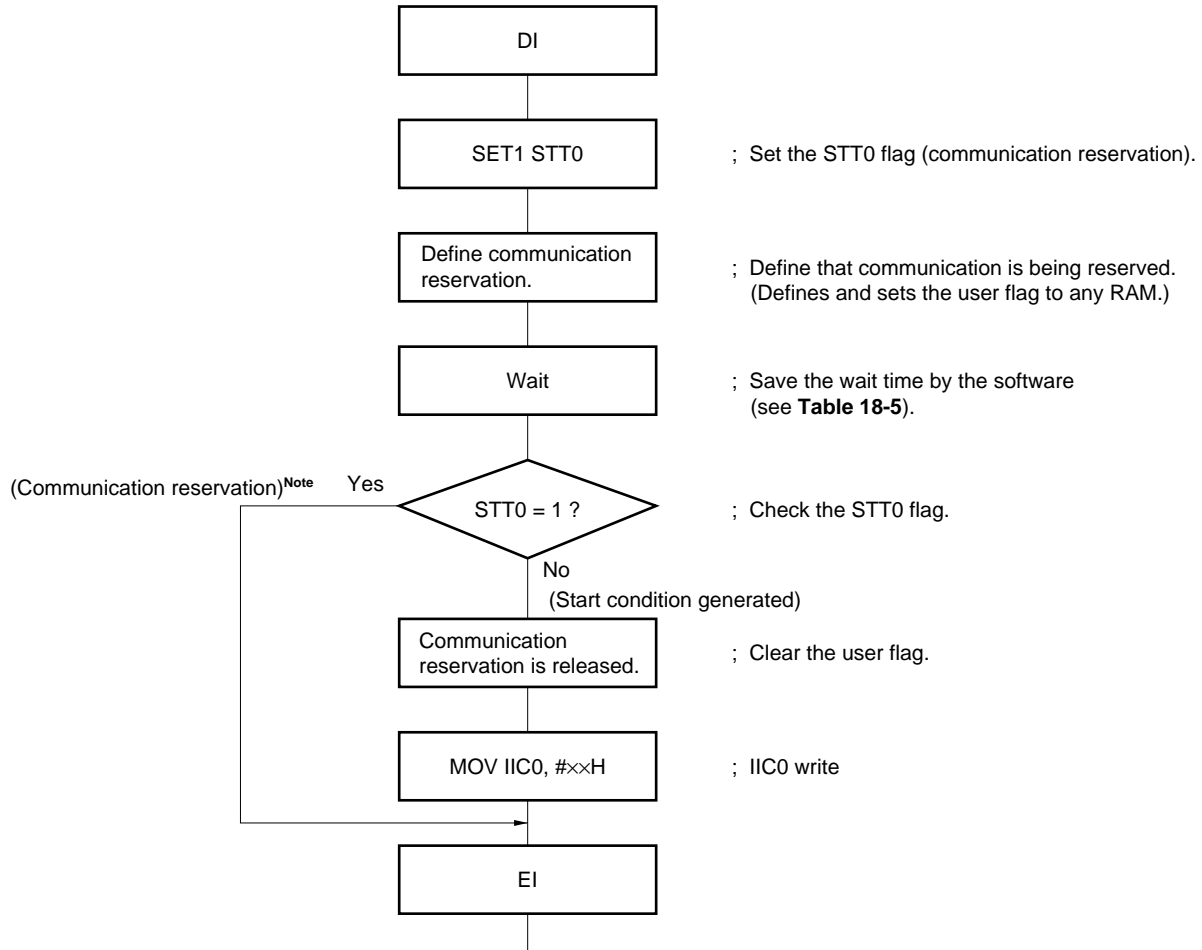 DI
SET1 STT0
; Set the STT0 flag (communication reservation).
Define communication
reservation.
; Define that communication is being reserved.
(Defines and sets the user flag to any RAM.)
Wait
; Save the wait time by the software
(see Table 18-5).
(Communication reservation)Note
Yes
STT0 = 1 ?
; Check the STT0 flag.
No
(Start condition generated)
Communication
reservation is released.
; Clear the user flag.
MOV IIC0, #××H
; IIC0 write
EI